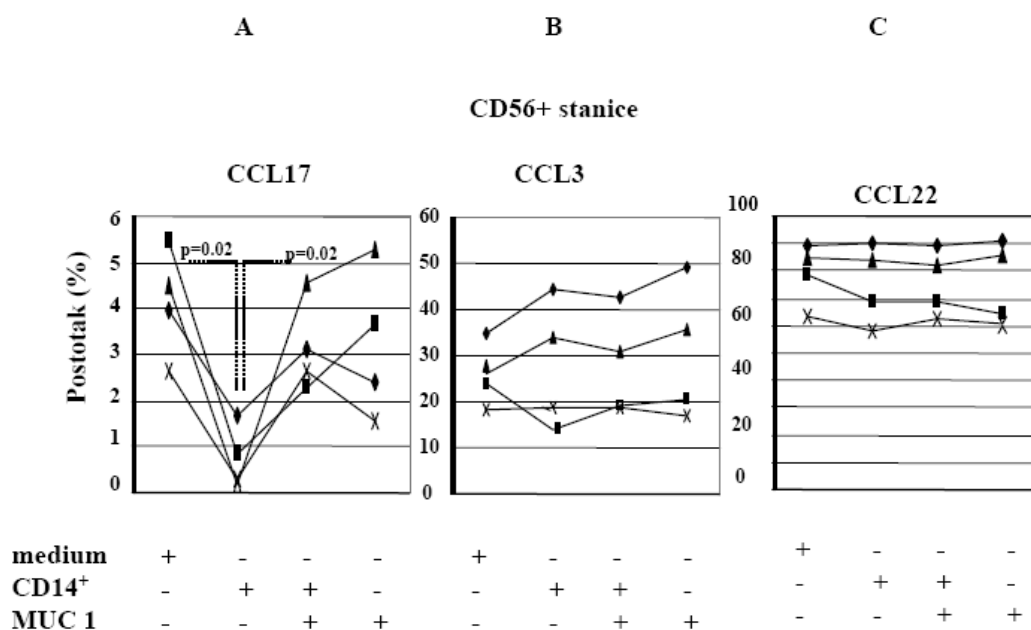 A B C
CD56+ stanice
CCL17 CCL3 CCL22
Postotak (%)
6 5 4 3 2 1 0
p=0.02 p=0.02
60 50 40 30 20 10 0
100 80 60 40 20 0
medium + - - - + - - - + - - -
CD14+ - + + - - + + - - + + -
MUC 1 - - + + - - + + - - + +